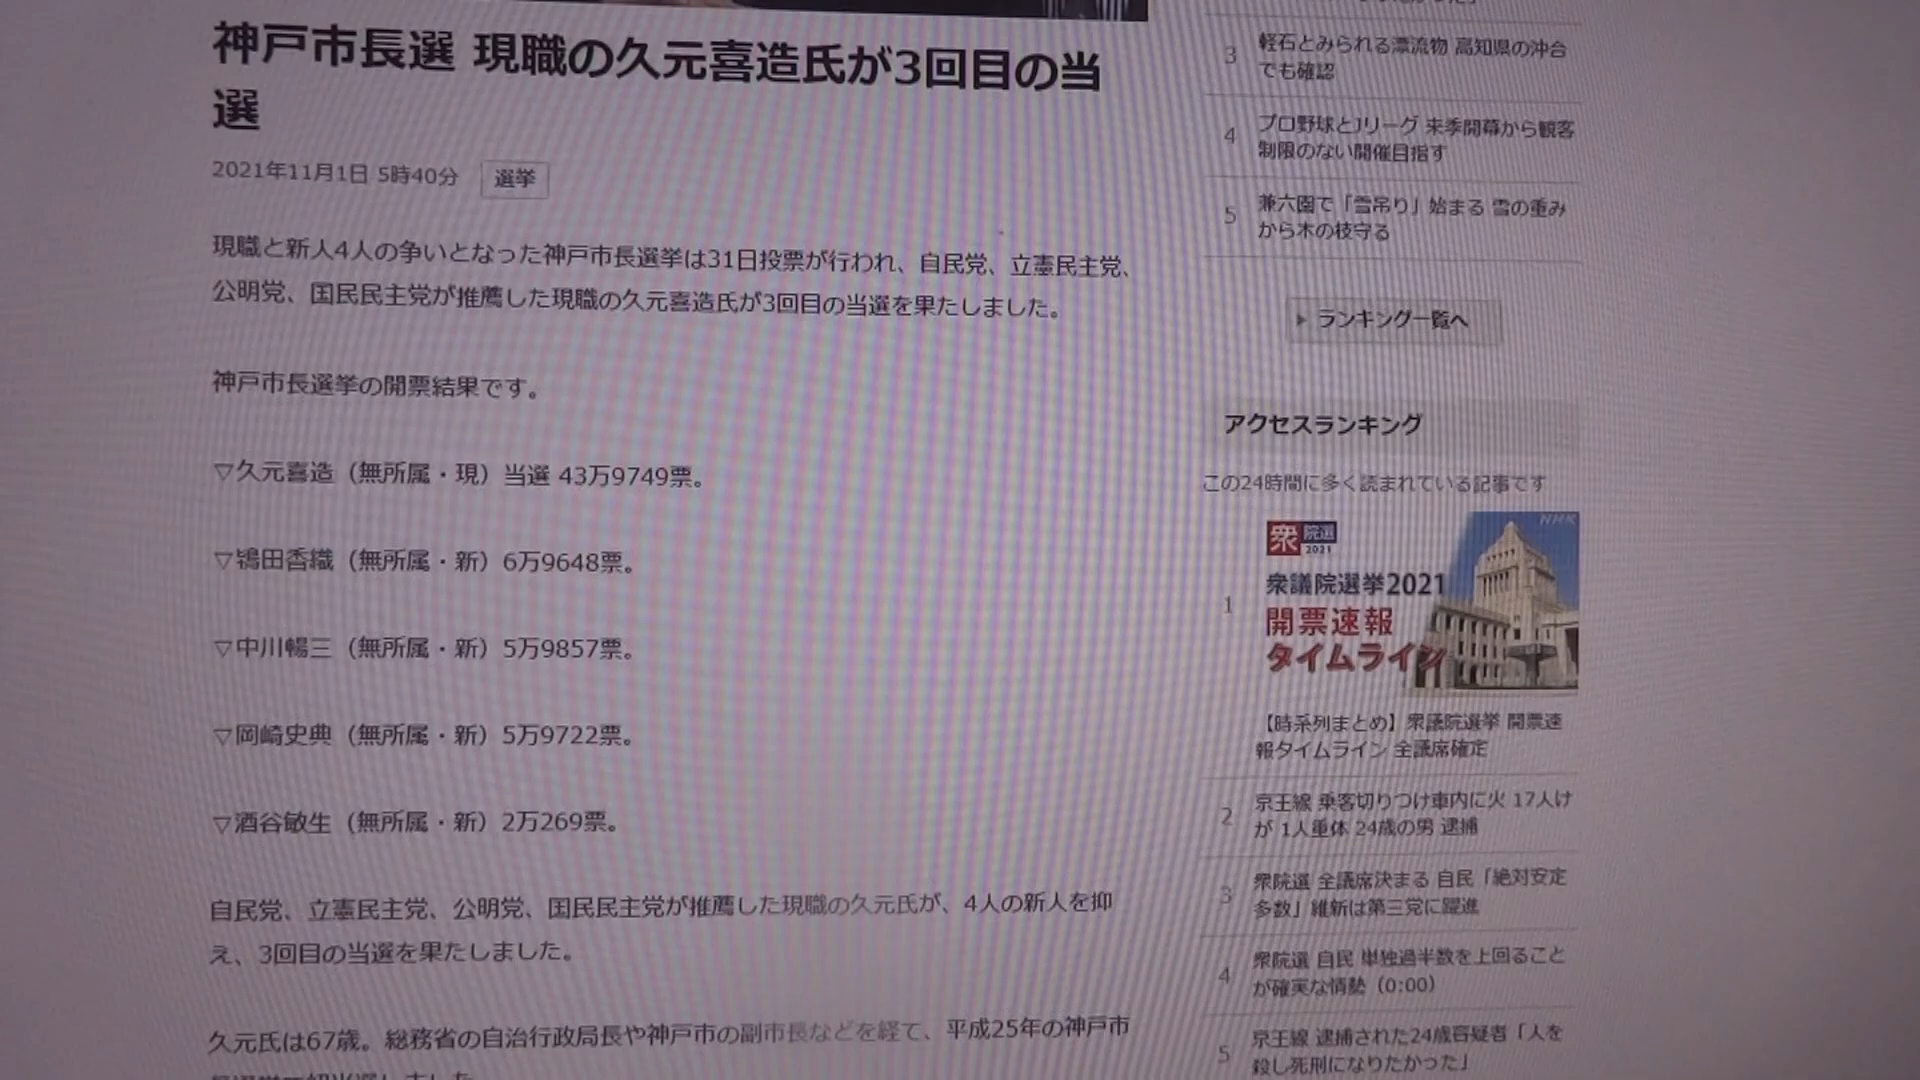 神戸市長選 現職の久元喜造氏が3回目の当
選
2021年11月1日 5時40分 選挙
現職と新人4人の争いとなった神戸市長選挙は31日投票が行われ、自民党、立憲民主党、
公明党、国民民主党が推薦した現職の久元喜造氏が3回目の当選を果たしました。
神戸市長選挙の開票結果です。
▽久元喜造（無所属・現）当選 43万9749票。
▽鴇田香織（無所属・新）6万9648票。
▽中川暢三（無所属・新）5万9857票。
▽岡崎史典（無所属・新）5万9722票。
▽酒谷敏生（無所属・新）2万269票。
自民党、立憲民主党、公明党、国民民主党が推薦した現職の久元氏が、4人の新人を抑
え、3回目の当選を果たしました。
久元氏は67歳。総務省の自治行政局長や神戸市の副市長などを経て、平成25年の神戸市
3 軽石とみられる漂流物 高知県の沖合
でも確認
4 プロ野球とJリーグ 来季開幕から観客
制限のない開催目指す
5 兼六園で「雪吊り」始まる 雪の重み
から木の枝守る
ランキング一覧へ
アクセスランキング
この24時間に多く読まれている記事です
NHK
衆院選
2021
衆議院選挙2021
1 開票速報
タイムライン
【時系列まとめ】衆議院選挙 開票速
報タイムライン 全議席確定
2 京王線 乗客切りつけ車内に火 17人け
が 1人重体 24歳の男 逮捕
3 衆院選 全議席決まる 自民「絶対安定
多数」維新は第三党に躍進
4 衆院選 自民 単独過半数を上回ること
が確実な情勢（0:00）
5 京王線 逮捕された24歳容疑者「人を
殺し死刑になりたかった」